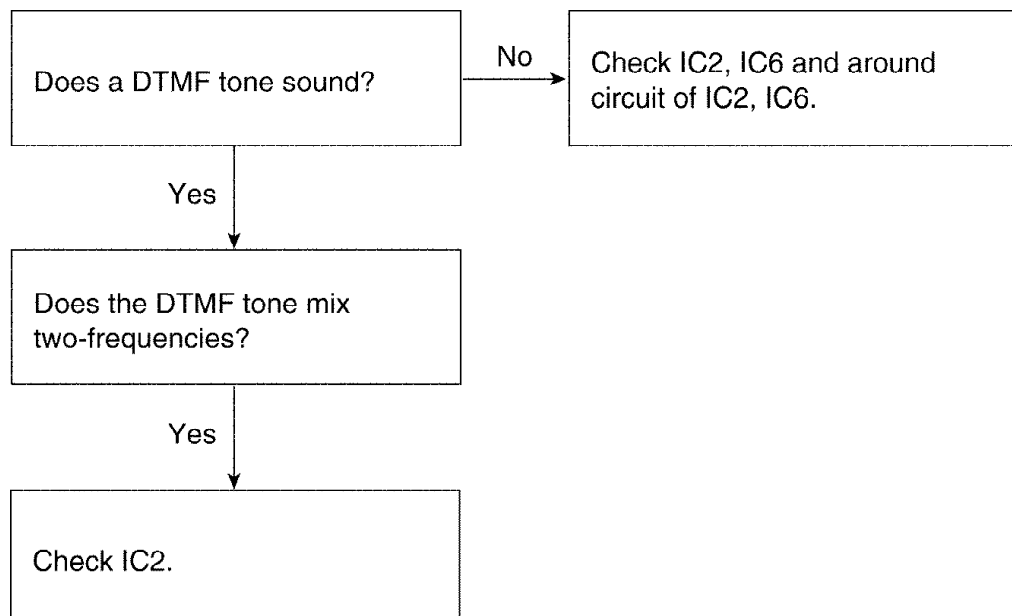 Does a DTMF tone sound?
No
Check IC2, IC6 and around
circuit of IC2, IC6.
Yes
Does the DTMF tone mix
two-frequencies?
Yes
Check IC2.